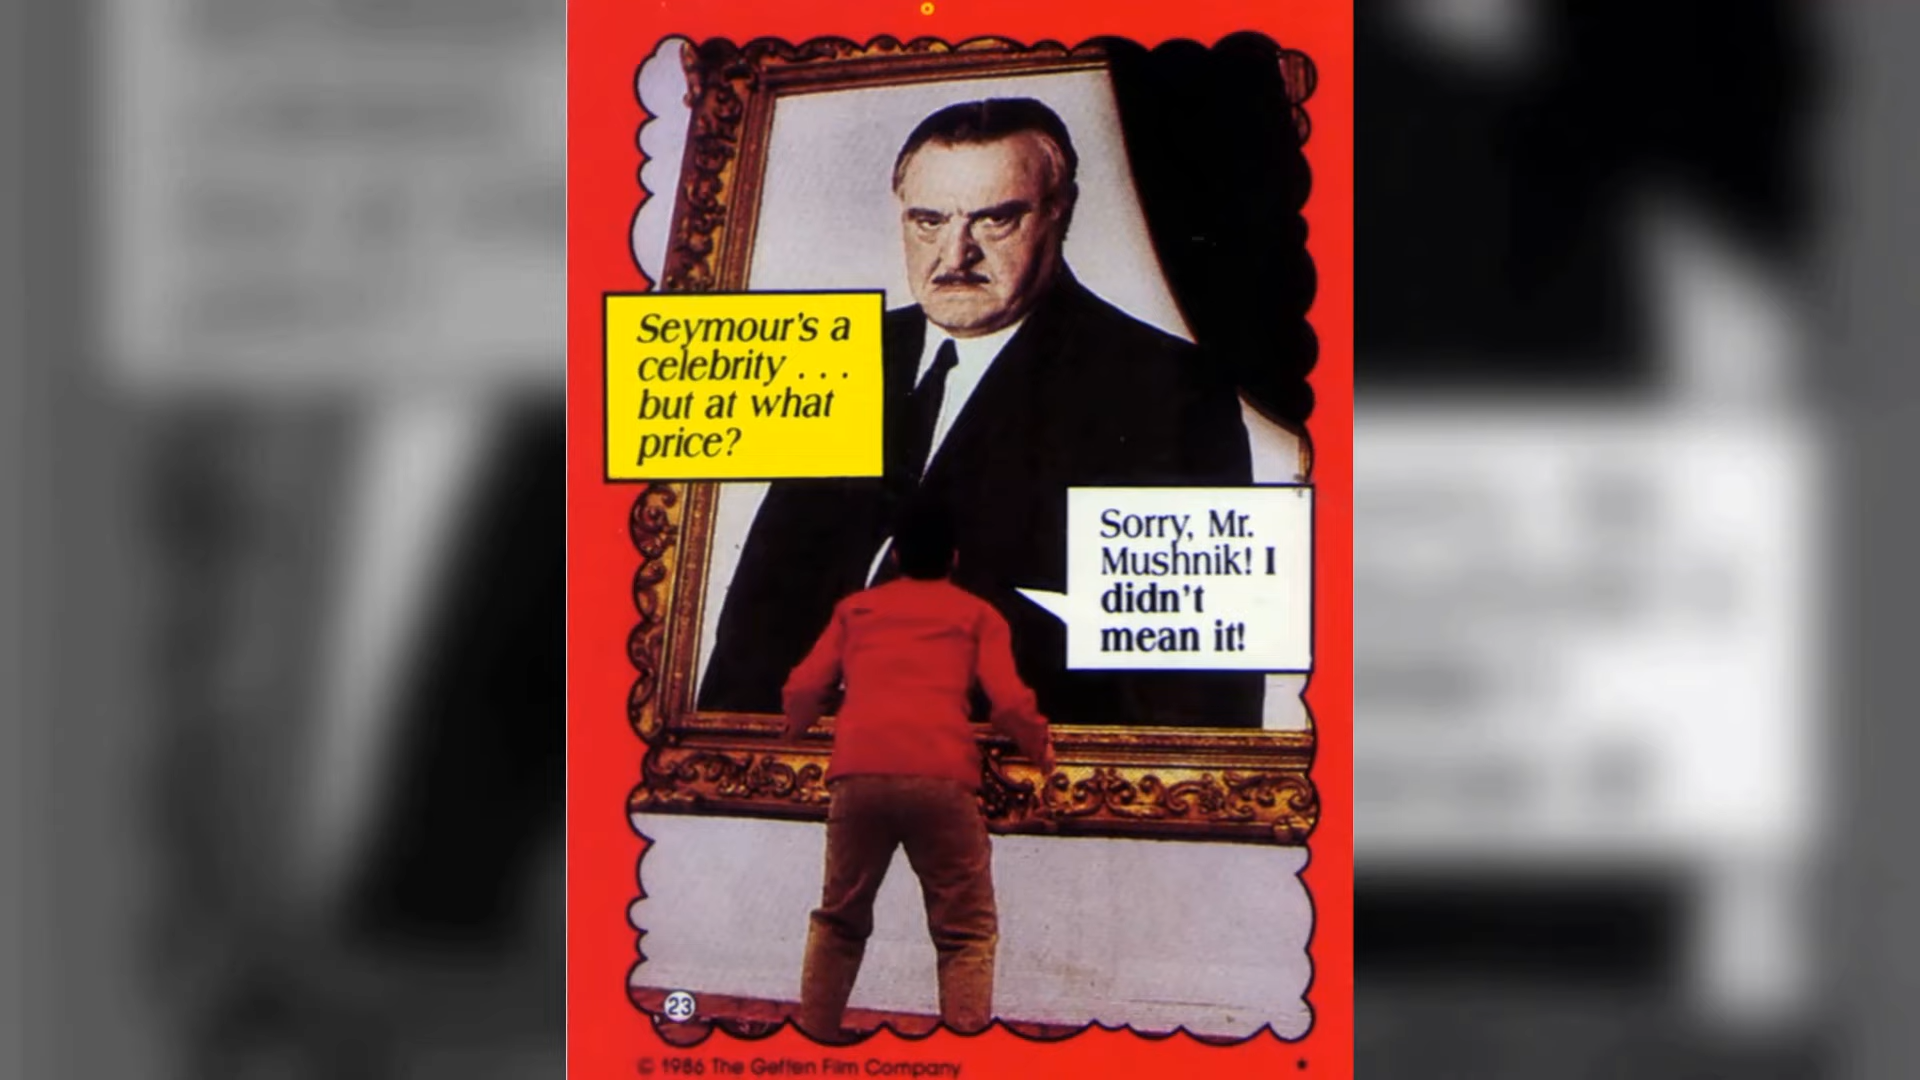 Seymour's a
celebrity . . .
but at what
price?
Sorry, Mr.
Mushnik! I
didn't
mean it!
23
© 1986 The Geffen Film Company
*